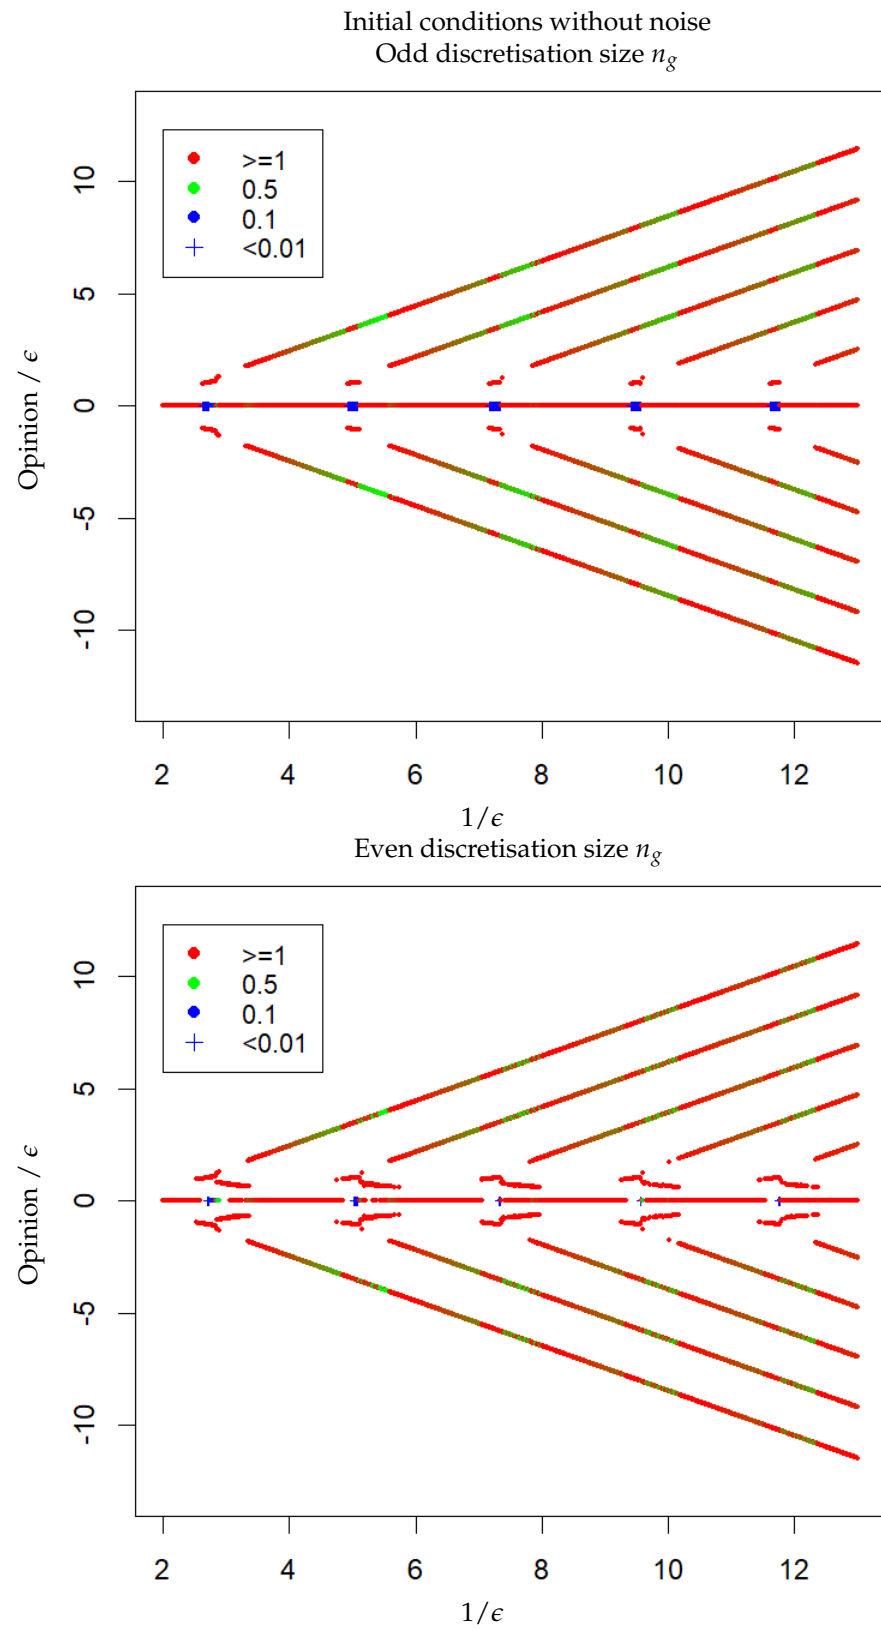 Initial conditions without noise
Odd discretisation size n_g
>=1
0.5
0.1
<0.01
10
5
0
-5
-10
Opinion / ϵ
2 4 6 8 10 12
1/ϵ
Even discretisation size n_g
>=1
0.5
0.1
<0.01
10
5
0
-5
-10
Opinion / ϵ
2 4 6 8 10 12
1/ϵ